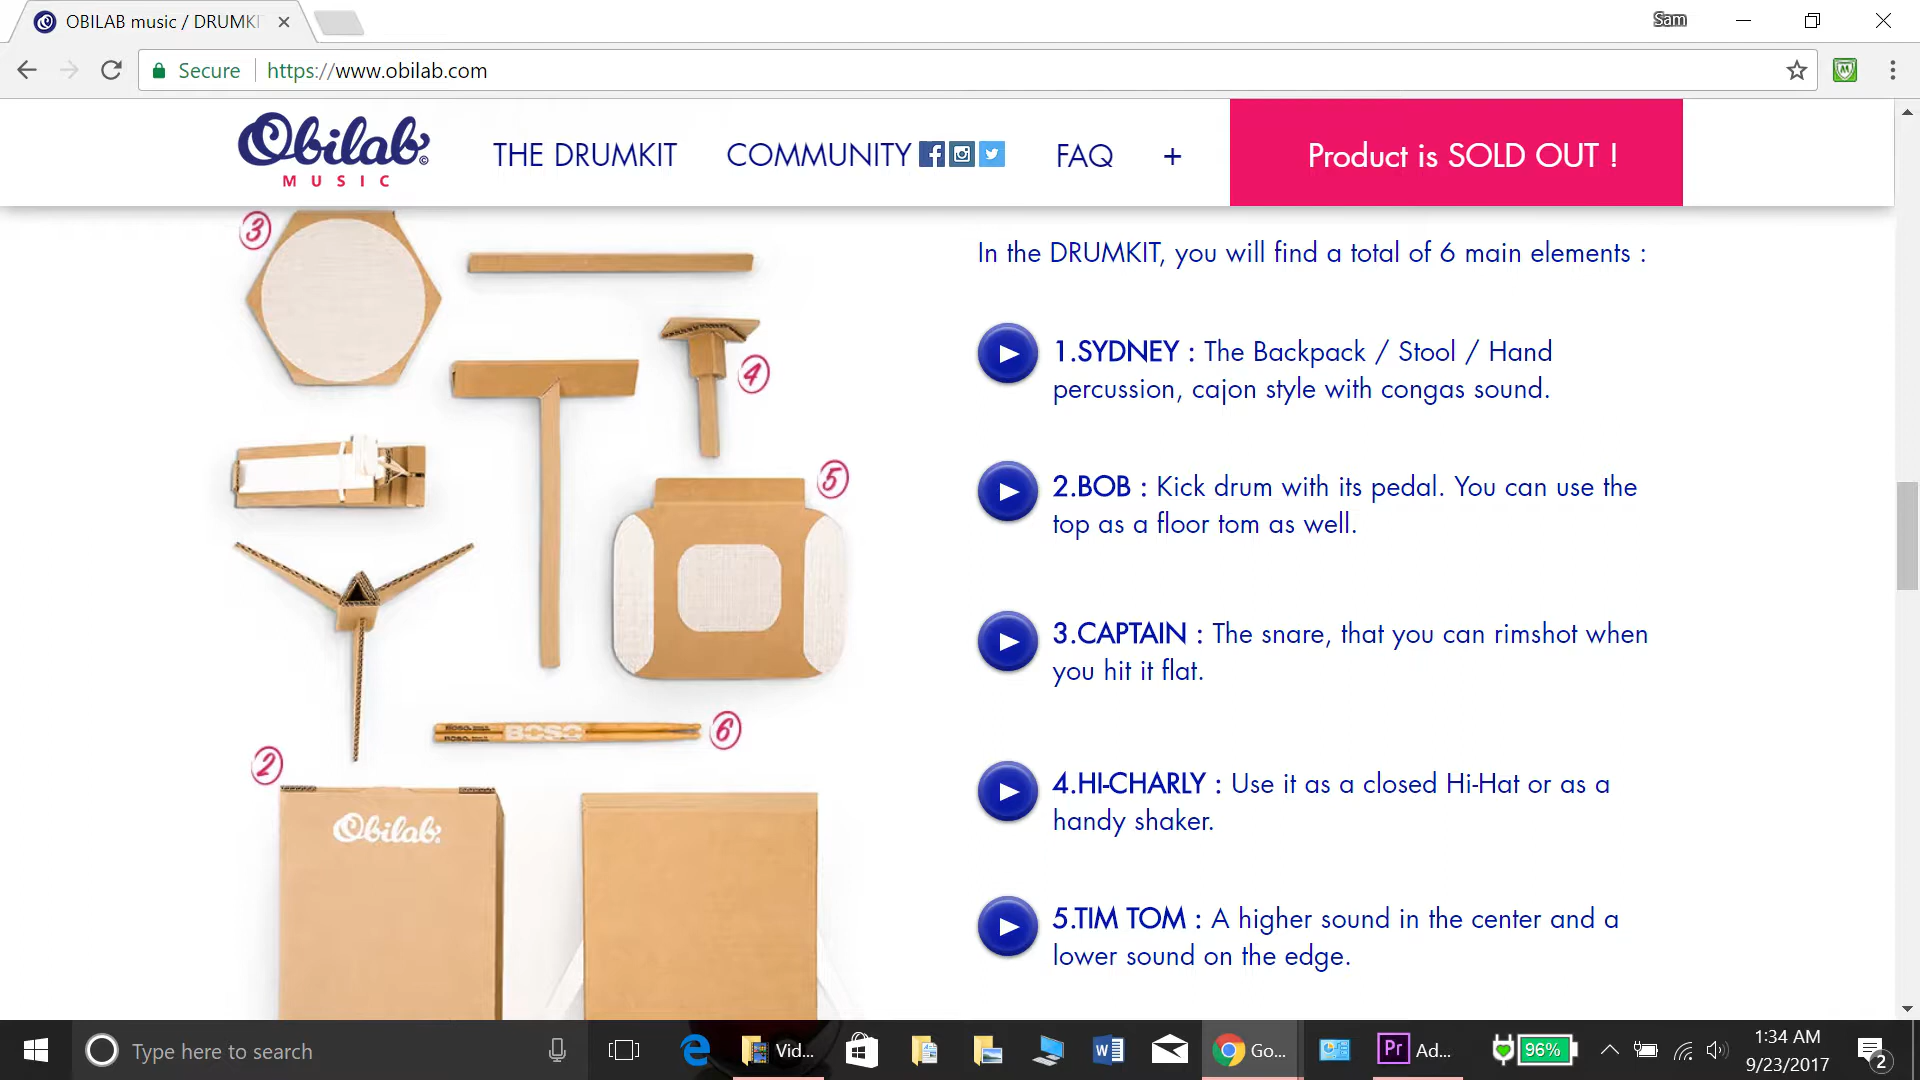 OBILAB music / DRUMKI
Sam
Secure
https://www.obilab.com
Obilab
MUSIC
THE DRUMKIT
COMMUNITY
FAQ
+
Product is SOLD OUT !
3
4
5
6
2
BOSO
Obilab
In the DRUMKIT, you will find a total of 6 main elements :
1.SYDNEY : The Backpack / Stool / Hand
percussion, cajon style with congas sound.
2.BOB : Kick drum with its pedal. You can use the
top as a floor tom as well.
3.CAPTAIN : The snare, that you can rimshot when
you hit it flat.
4.HI-CHARLY : Use it as a closed Hi-Hat or as a
handy shaker.
5.TIM TOM : A higher sound in the center and a
lower sound on the edge.
Type here to search
Vid...
Go...
Pr
Ad...
96%
1:34 AM
9/23/2017
2